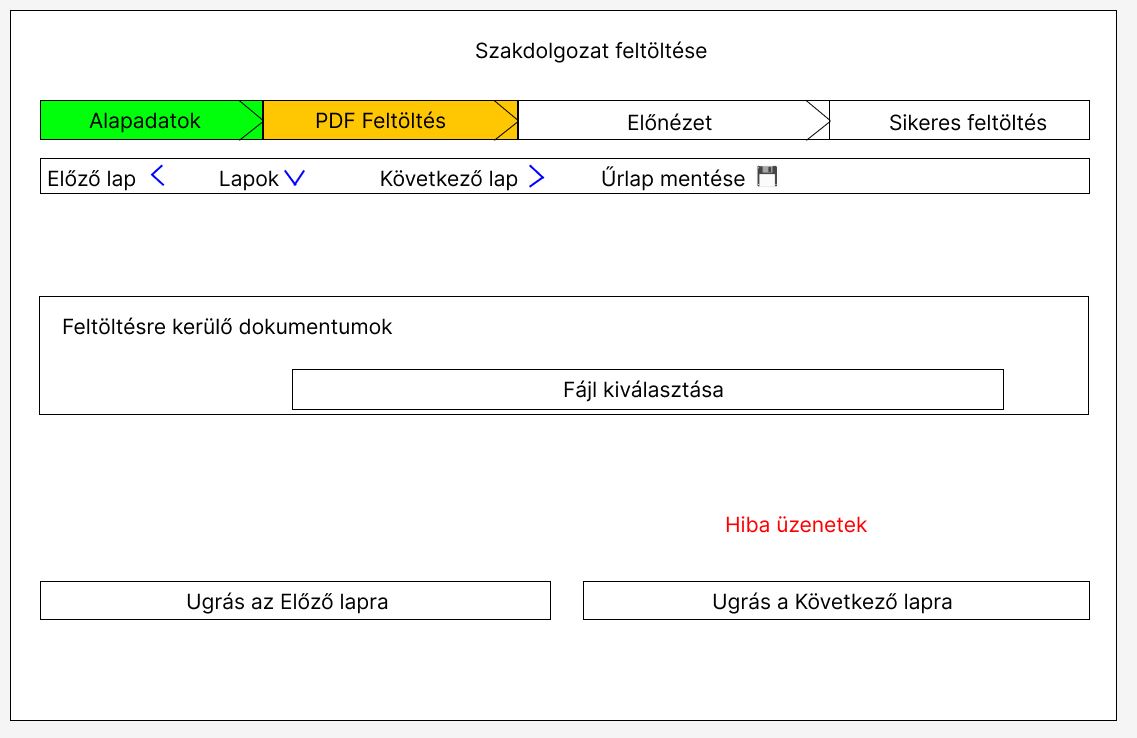 Szakdolgozat feltöltése
Alapadatok
PDF Feltöltés
Előnézet
Sikeres feltöltés
Előző lap
Lapok
Következő lap
Űrlap mentése
Feltöltésre kerülő dokumentumok
Fájl kiválasztása
Hiba üzenetek
Ugrás az Előző lapra
Ugrás a Következő lapra